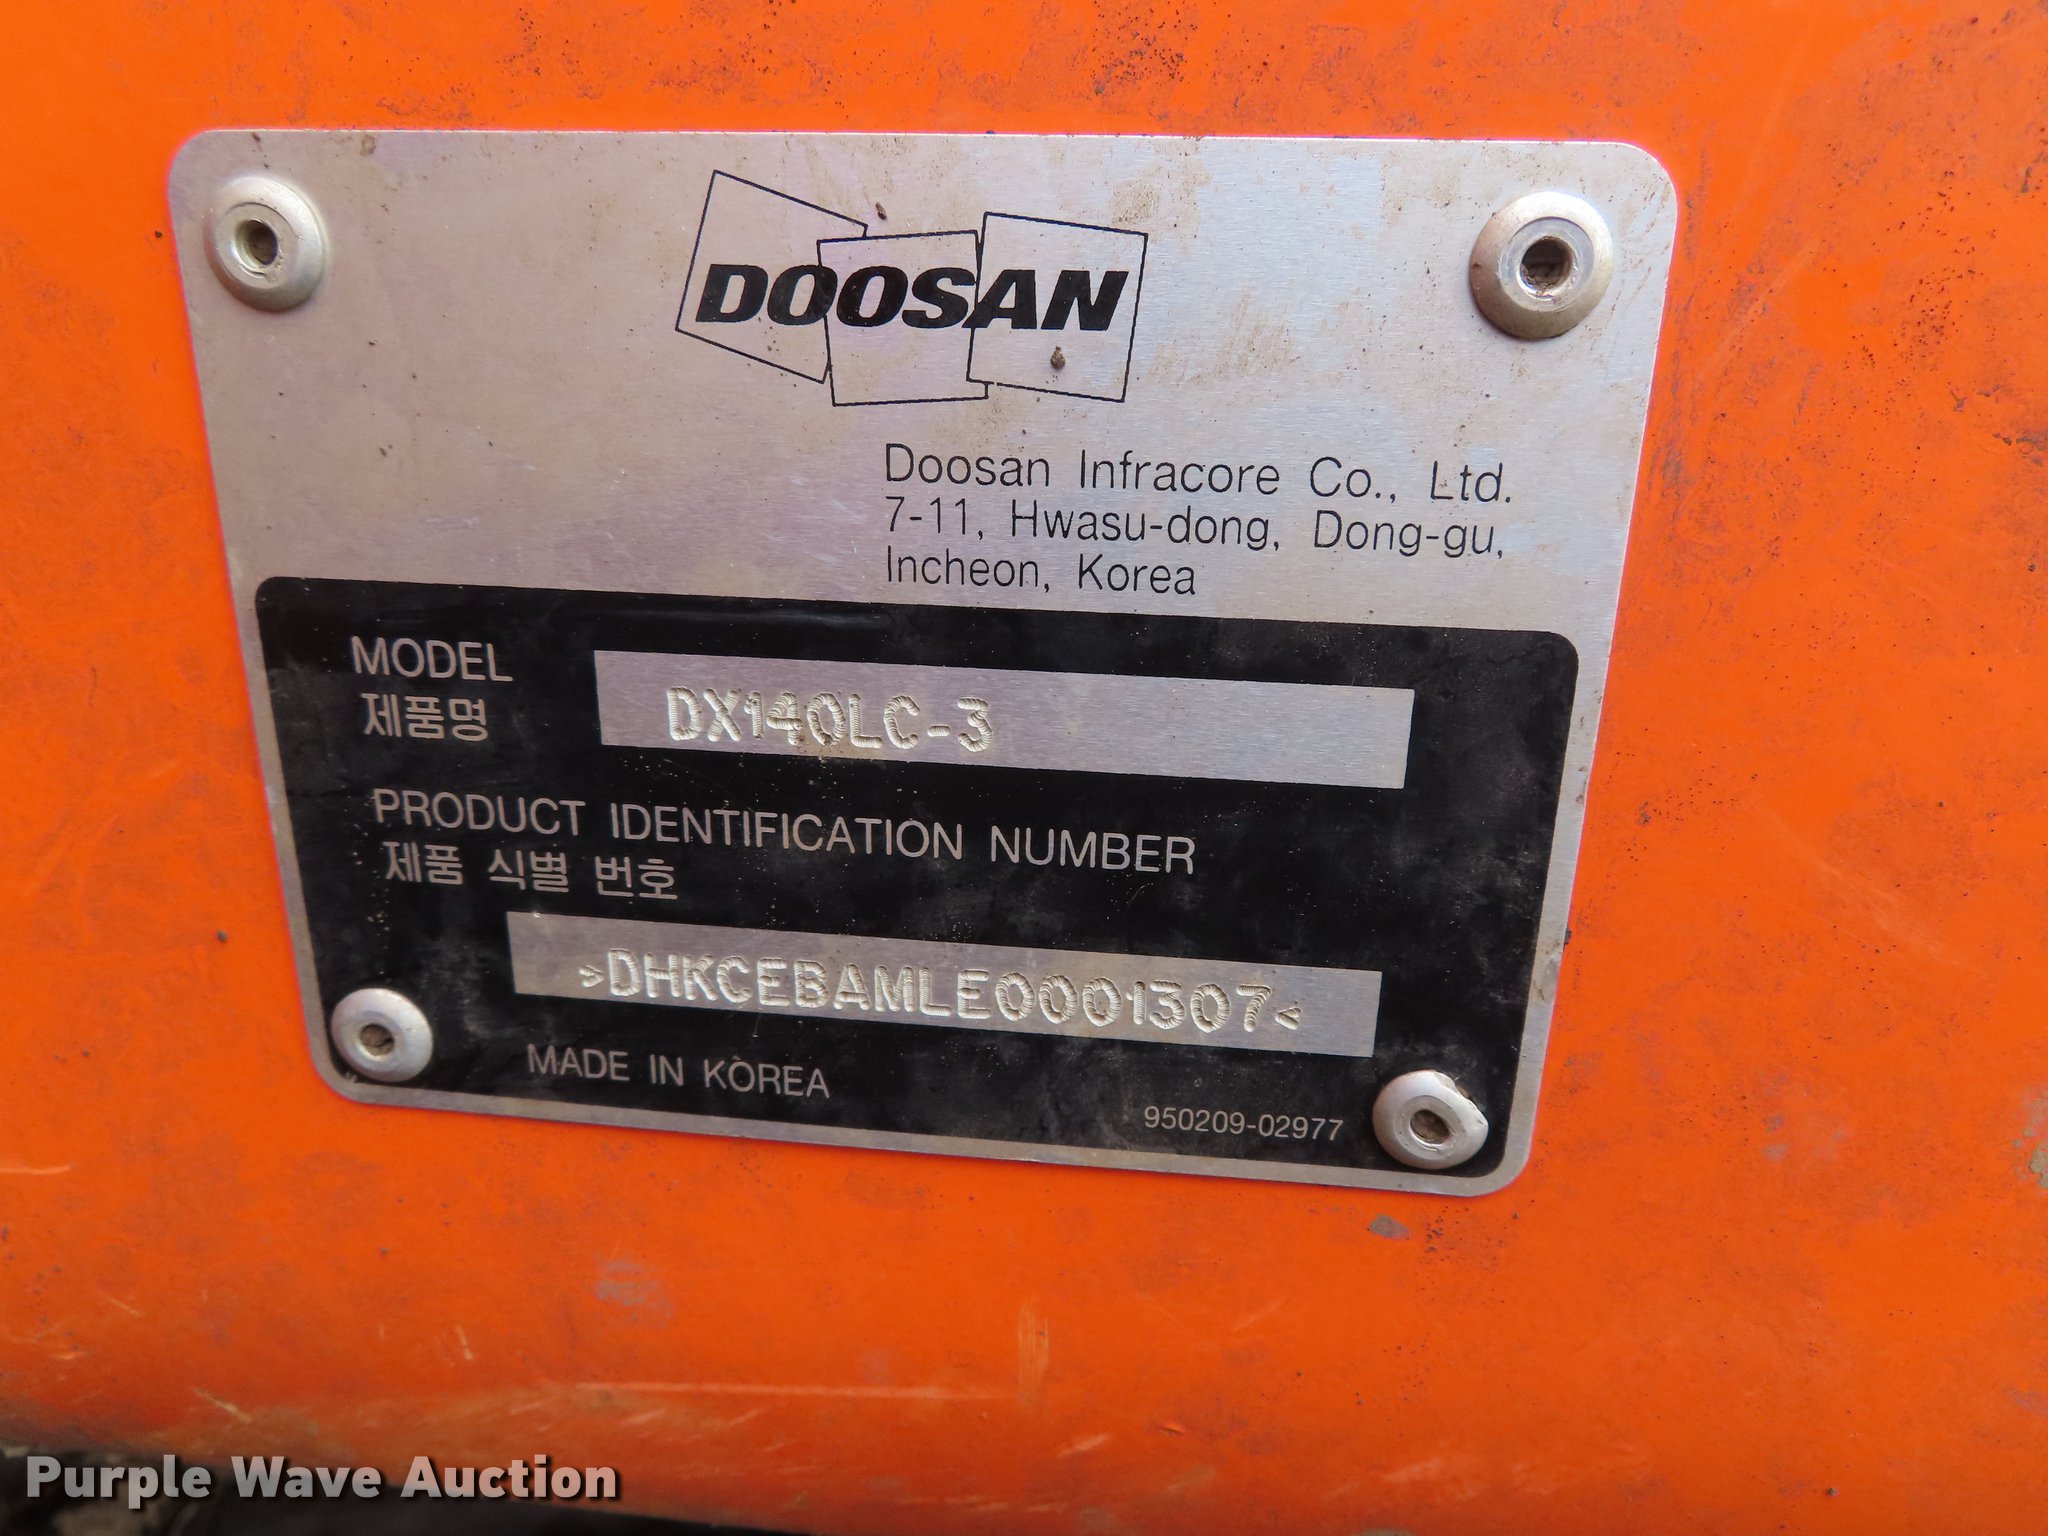 DOOSAN
Doosan Infracore Co., Ltd.
7-11, Hwasu-dong, Dong-gu,
Incheon, Korea
MODEL
제품명
DX140LC-3
PRODUCT IDENTIFICATION NUMBER
제품 식별 번호
>DHKCEBAMLE0001307<
MADE IN KOREA
950209-02977
Purple Wave Auction